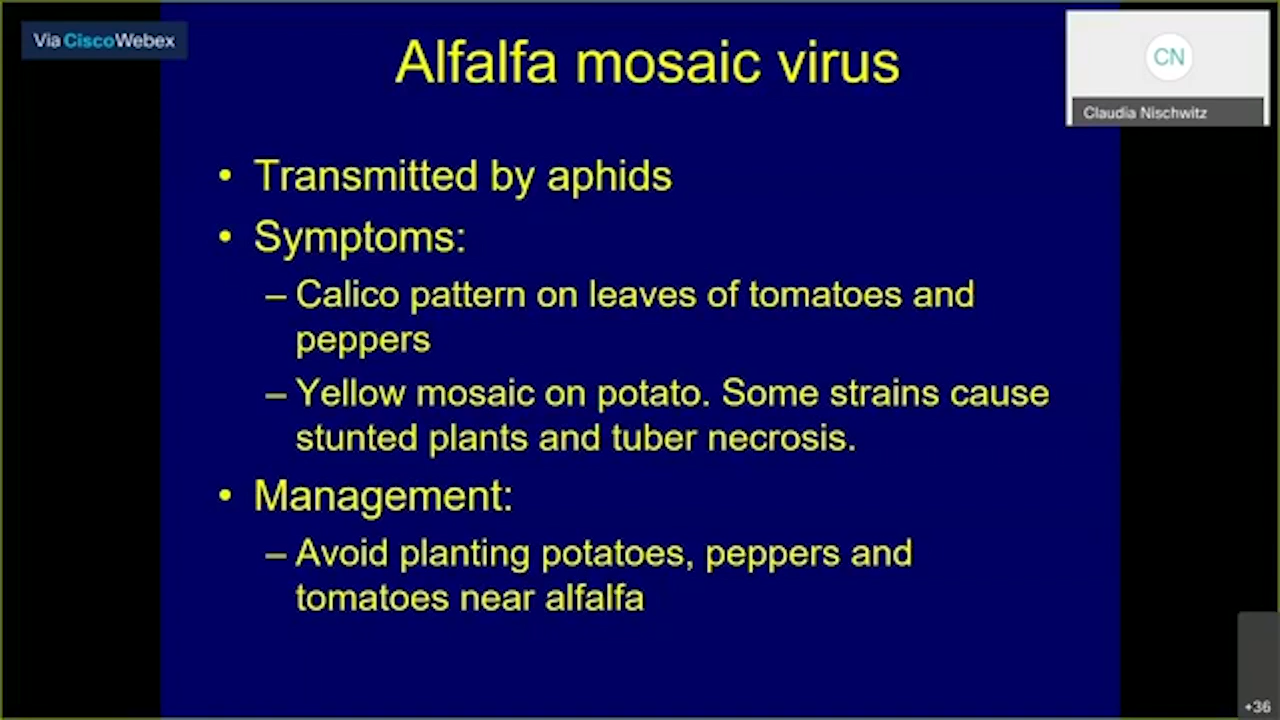 Via CiscoWebex
Alfalfa mosaic virus
CN
Claudia Nischwitz
• Transmitted by aphids
• Symptoms:
– Calico pattern on leaves of tomatoes and
peppers
– Yellow mosaic on potato. Some strains cause
stunted plants and tuber necrosis.
• Management:
– Avoid planting potatoes, peppers and
tomatoes near alfalfa
+36